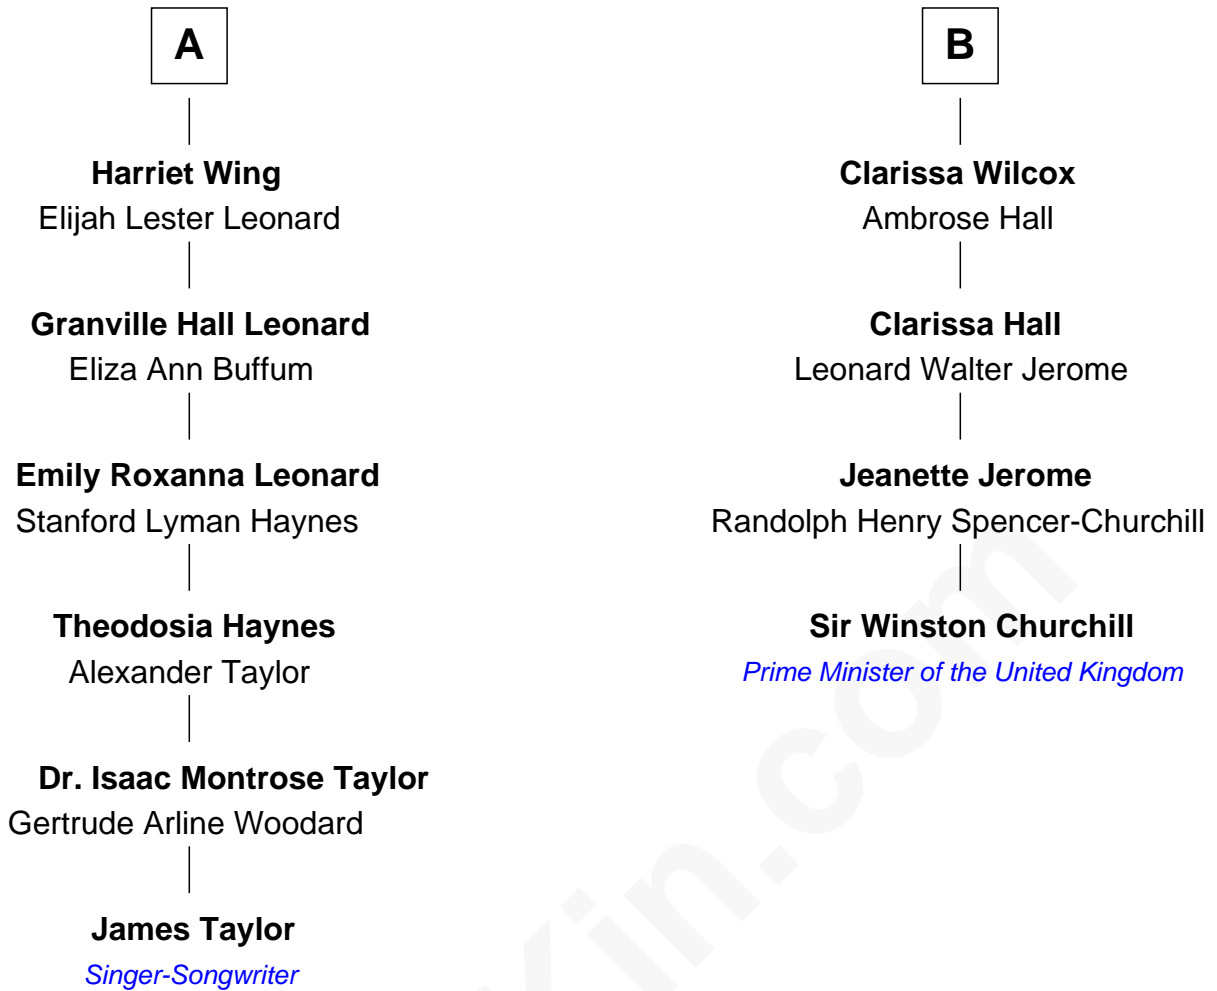 A
Harriet Wing
Elijah Lester Leonard
Granville Hall Leonard
Eliza Ann Buffum
Emily Roxanna Leonard
Stanford Lyman Haynes
Theodosia Haynes
Alexander Taylor
Dr. Isaac Montrose Taylor
Gertrude Arline Woodard
James Taylor
Singer-Songwriter
B
Clarissa Wilcox
Ambrose Hall
Clarissa Hall
Leonard Walter Jerome
Jeanette Jerome
Randolph Henry Spencer-Churchill
Sir Winston Churchill
Prime Minister of the United Kingdom